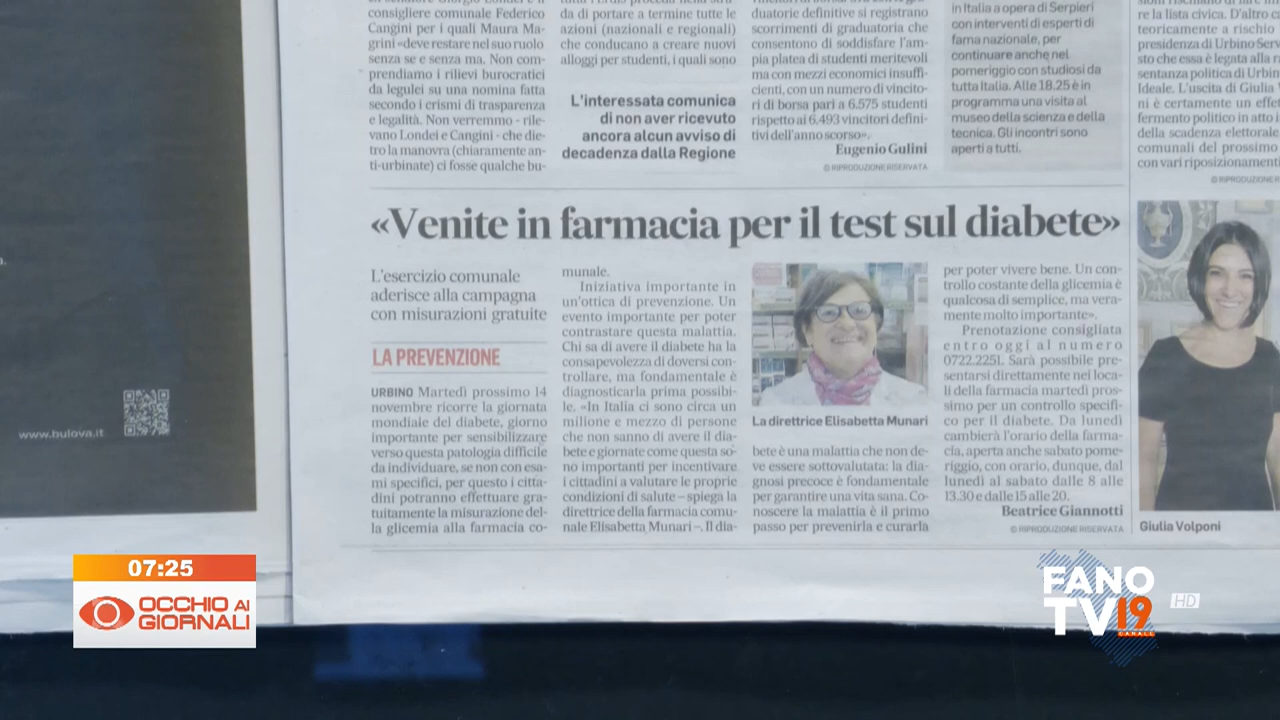 consigliere comunale Federico
Cangini per i quali Maura Ma-
grini «deve restare nel suo ruolo
senza se e senza ma. Non com-
prendiamo i rilievi burocratici
da legulei su una nomina fatta
secondo i crismi di trasparenza
e legalità. Non verremmo - rile-
vano Londei e Cangini - che die-
tro la manovra (chiaramente an-
ti-urbinate) ci fosse qualche bu-
da di portare a termine tutte le
azioni (nazionali e regionali)
che conducano a creare nuovi
alloggi per studenti, i quali sono
L'interessata comunica
di non aver ricevuto
ancora alcun avviso di
decadenza dalla Regione
duatorie definitive si registrano
scorrimenti di graduatoria che
consentono di soddisfare l'am-
pia platea di studenti meritevoli
ma con mezzi economici insuffi-
cienti, con un numero di vincito-
ri di borsa pari a 6.575 studenti
rispetto ai 6.493 vincitori defini-
tivi dell'anno scorso».
Eugenio Gulini
© RIPRODUZIONE RISERVATA
in Italia a opera di Serpieri
con interventi di esperti di
fama nazionale, per
continuare anche nel
pomeriggio con studiosi da
tutta Italia. Alle 18.25 è in
programma una visita al
museo della scienza e della
tecnica. Gli incontri sono
aperti a tutti.
re la lista civica. D'altro c
teoricamente a rischio
presidenza di Urbino Serv
sto che essa è legata alla r
sentanza politica di Urbin
Ideale. L'uscita di Giulia V
ni è certamente un effe
fermento politico in atto i
della scadenza elettorale
comunali del prossimo
con vari riposizionamenti
© RIPRODUZIONE R
«Venite in farmacia per il test sul diabete»
L'esercizio comunale
aderisce alla campagna
con misurazioni gratuite
LA PREVENZIONE
URBINO Martedì prossimo 14
novembre ricorre la giornata
mondiale del diabete, giorno
importante per sensibilizzare
verso questa patologia difficile
da individuare, se non con esa-
mi specifici, per questo i citta-
dini potranno effettuare gra-
tuitamente la misurazione del-
la glicemia alla farmacia co-
munale.
Iniziativa importante in
un'ottica di prevenzione. Un
evento importante per poter
contrastare questa malattia.
Chi sa di avere il diabete ha la
consapevolezza di doversi con-
trollare, ma fondamentale è
diagnosticarla prima possibi-
le. «In Italia ci sono circa un
milione e mezzo di persone
che non sanno di avere il dia-
bete e giornate come questa so-
no importanti per incentivare
i cittadini a valutare le proprie
condizioni di salute – spiega la
direttrice della farmacia comu-
nale Elisabetta Munari –. Il dia-
La direttrice Elisabetta Munari
bete è una malattia che non de-
ve essere sottovalutata: la dia-
gnosi precoce è fondamentale
per garantire una vita sana. Co-
noscere la malattia è il primo
passo per prevenirla e curarla
per poter vivere bene. Un con-
trollo costante della glicemia è
qualcosa di semplice, ma vera-
mente molto importante».
Prenotazione consigliata
entro oggi al numero
0722.2251. Sarà possibile pre-
sentarsi direttamente nei loca-
li della farmacia martedì pros-
simo per un controllo specifi-
co per il diabete. Da lunedì
cambierà l'orario della farma-
cia, aperta anche sabato pome-
riggio, con orario, dunque, dal
lunedì al sabato dalle 8 alle
13.30 e dalle 15 alle 20.
Beatrice Giannotti
© RIPRODUZIONE RISERVATA
Giulia Volponi
www.bulova.it
07:25
OCCHIO AI
GIORNALI
FANO
TV 19
CANALE
HD